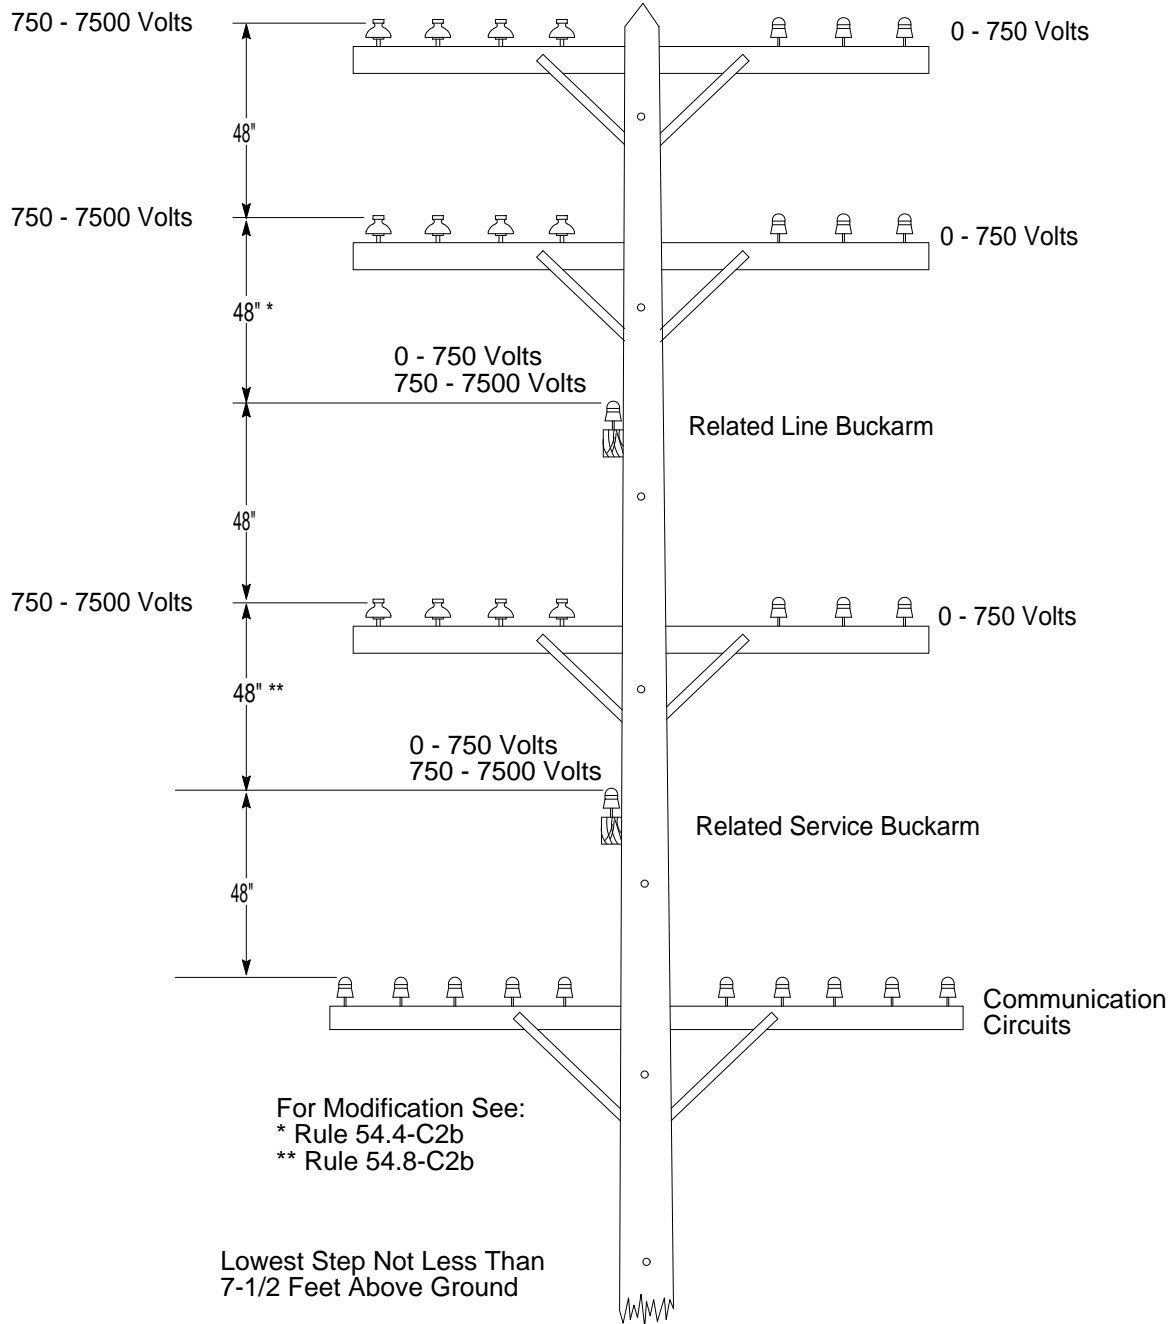 750 - 7500 Volts
0 - 750 Volts
48"
750 - 7500 Volts
0 - 750 Volts
48" *
0 - 750 Volts
750 - 7500 Volts
Related Line Buckarm
48"
750 - 7500 Volts
0 - 750 Volts
48" **
0 - 750 Volts
750 - 7500 Volts
Related Service Buckarm
48"
Communication
Circuits
For Modification See:
* Rule 54.4-C2b
** Rule 54.8-C2b
Lowest Step Not Less Than
7-1/2 Feet Above Ground